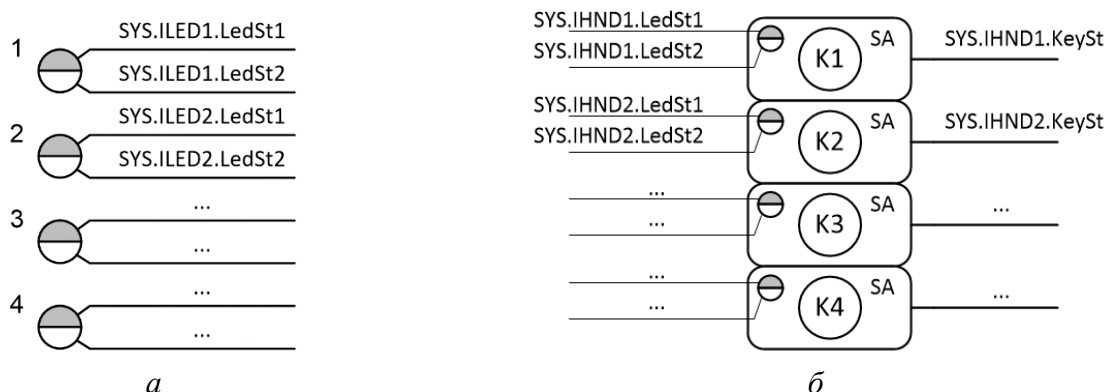 1
SYS.ILED1.LedSt1
SYS.ILED1.LedSt2
2
SYS.ILED2.LedSt1
SYS.ILED2.LedSt2
3
...
...
4
...
...
а
SYS.IHND1.LedSt1
SYS.IHND1.LedSt2
K1
SA
SYS.IHND1.KeySt
SYS.IHND2.LedSt1
SYS.IHND2.LedSt2
K2
SA
SYS.IHND2.KeySt
...
...
K3
SA
...
...
...
K4
SA
...
б